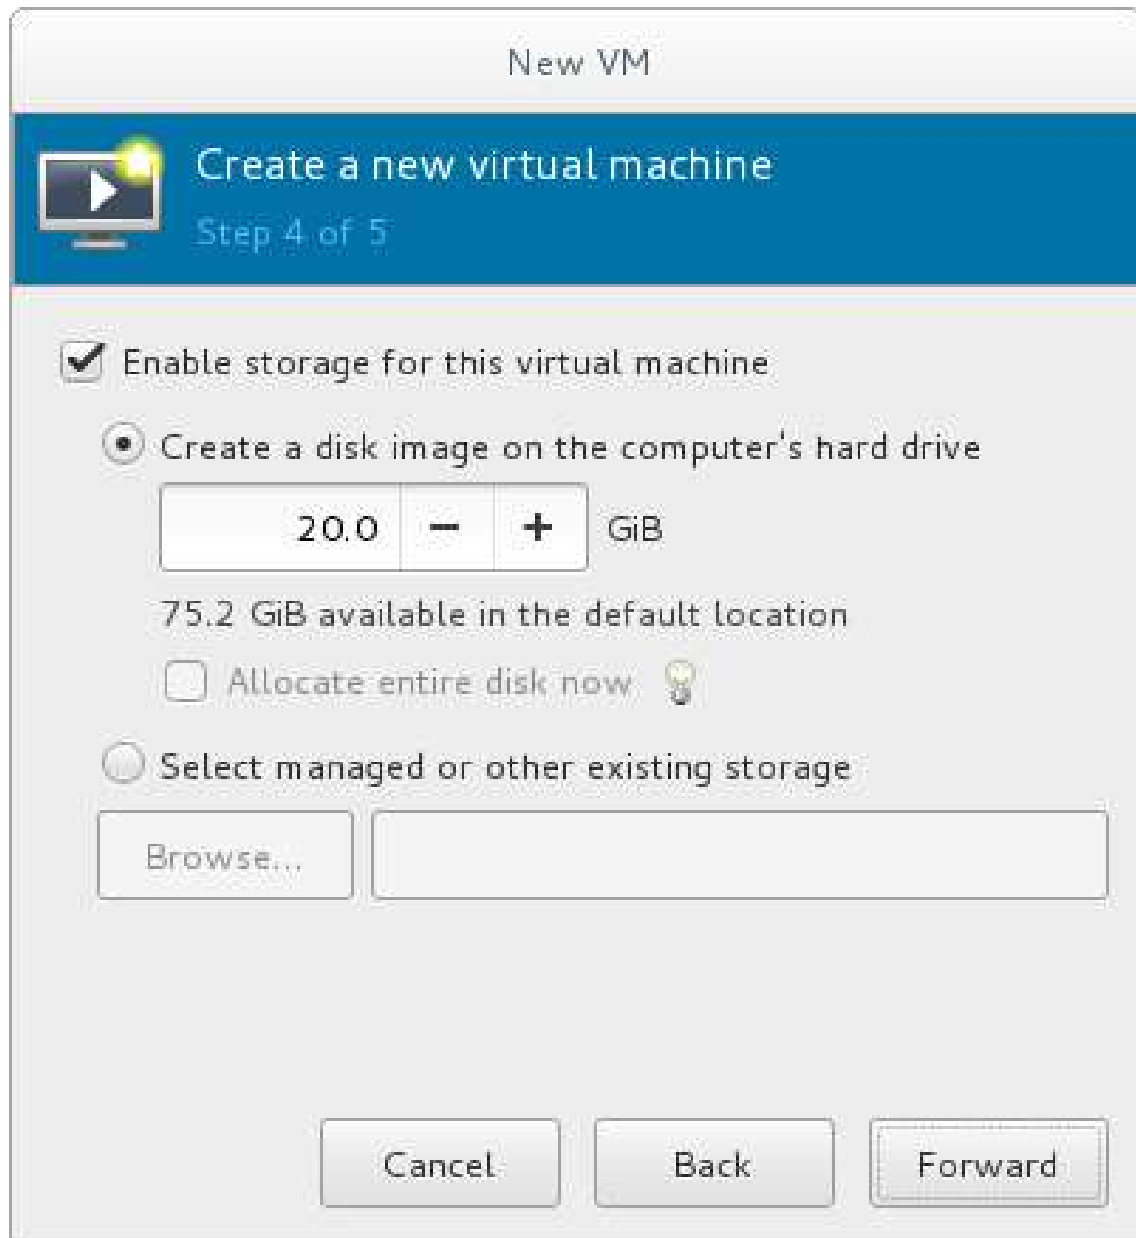 New VM
Create a new virtual machine
Step 4 of 5
Enable storage for this virtual machine
Create a disk image on the computer's hard drive
20.0 − + GiB
75.2 GiB available in the default location
Allocate entire disk now
Select managed or other existing storage
Browse...
Cancel Back Forward